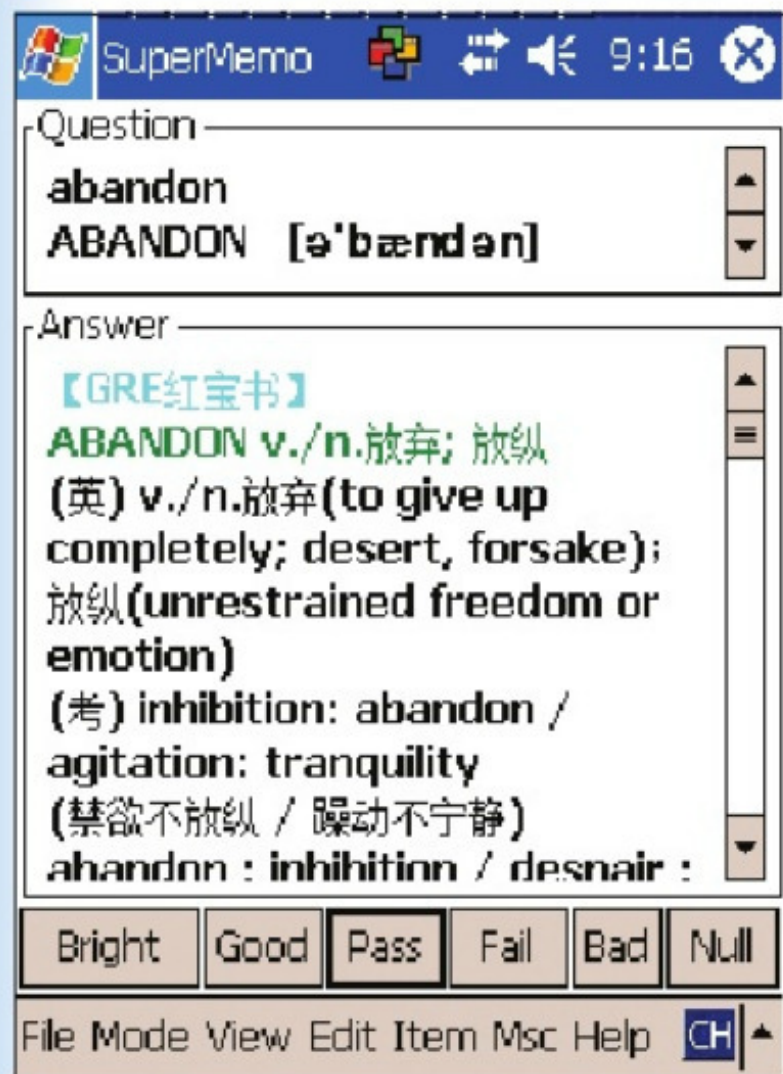 SuperMemo 9:16
Question
abandon
ABANDON [ə'bændən]
Answer
【GRE红宝书】
ABANDON v./n.放弃; 放纵
(英) v./n.放弃(to give up
completely; desert, forsake);
放纵(unrestrained freedom or
emotion)
(考) inhibition: abandon /
agitation: tranquility
(禁欲不放纵 / 躁动不宁静)
abandon : inhibition / despair :
Bright Good Pass Fail Bad Null
File Mode View Edit Item Msc Help CH